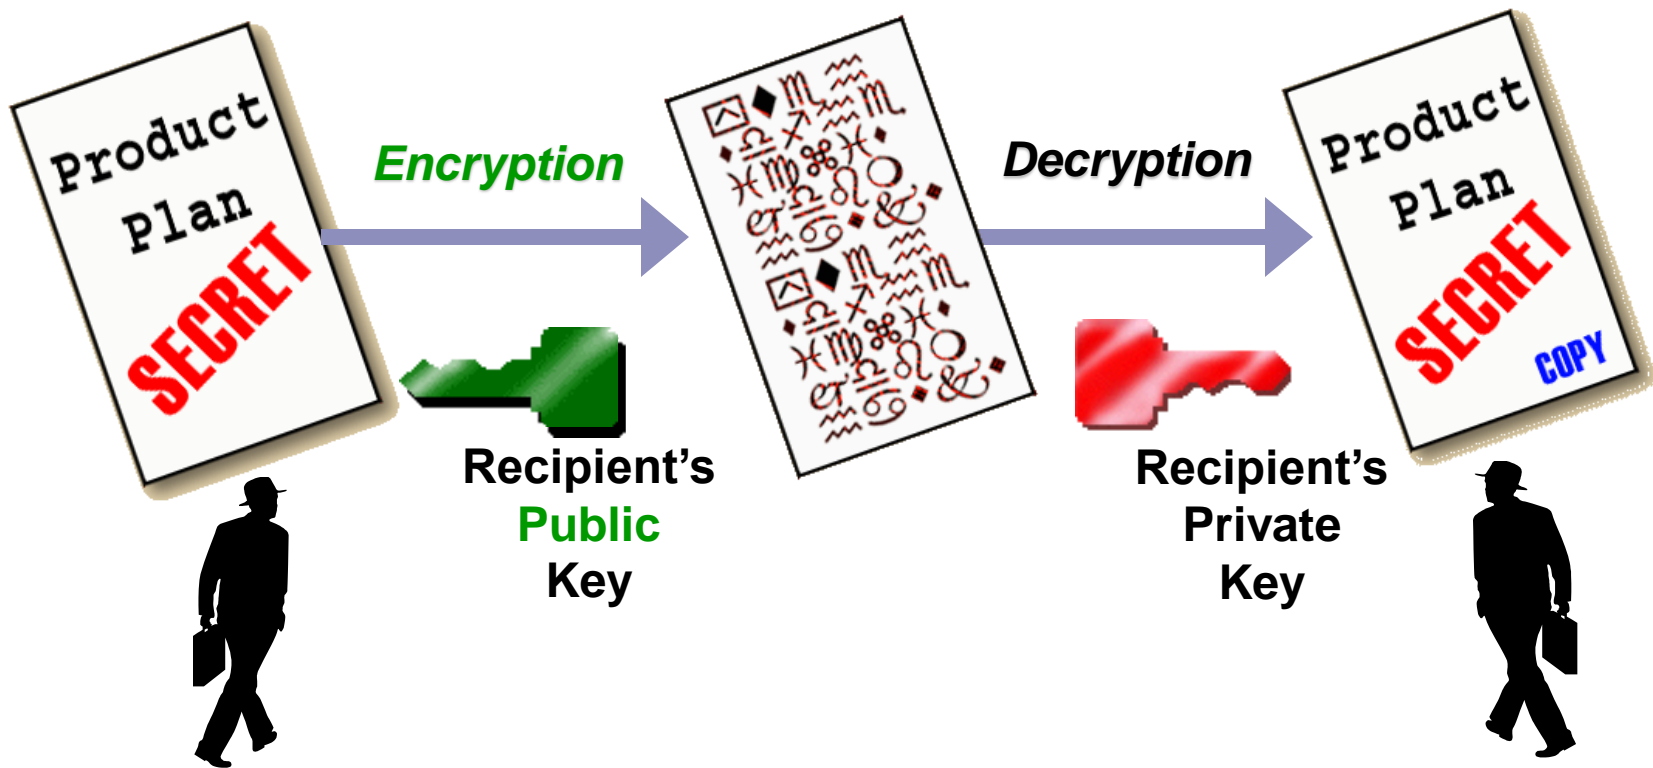 Product
Plan
SECRET
Encryption
Recipient’s
Public
Key
Decryption
Recipient’s
Private
Key
Product
Plan
SECRET
COPY